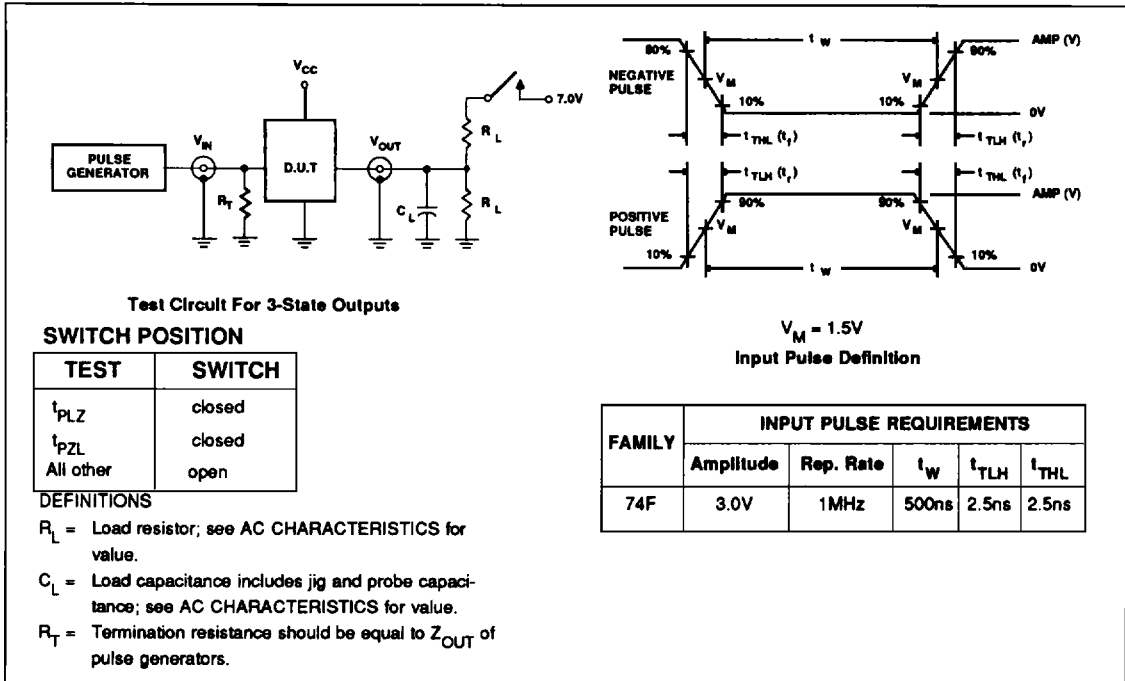 V_CC
7.0V
R_L
V_IN
V_OUT
PULSE
GENERATOR
D.U.T
R_T
C_L
R_L
Test Circuit For 3-State Outputs
t_W
AMP (V)
80%
90%
NEGATIVE
PULSE
V_M
V_M
10%
10%
0V
t_THL (t_f)
t_TLH (t_r)
t_TLH (t_r)
t_THL (t_f)
AMP (V)
90%
90%
POSITIVE
PULSE
V_M
V_M
10%
10%
t_W
0V
V_M = 1.5V
Input Pulse Definition
SWITCH POSITION
TEST SWITCH
t_PLZ closed
t_PZL closed
All other open
DEFINITIONS
R_L = Load resistor; see AC CHARACTERISTICS for
value.
C_L = Load capacitance includes jig and probe capaci-
tance; see AC CHARACTERISTICS for value.
R_T = Termination resistance should be equal to Z_OUT of
pulse generators.
FAMILY INPUT PULSE REQUIREMENTS
Amplitude Rep. Rate t_W t_TLH t_THL
74F 3.0V 1MHz 500ns 2.5ns 2.5ns